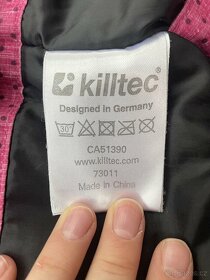 killtec
Designed in Germany
30°
CA51390
www.killtec.com
73011
Made in China